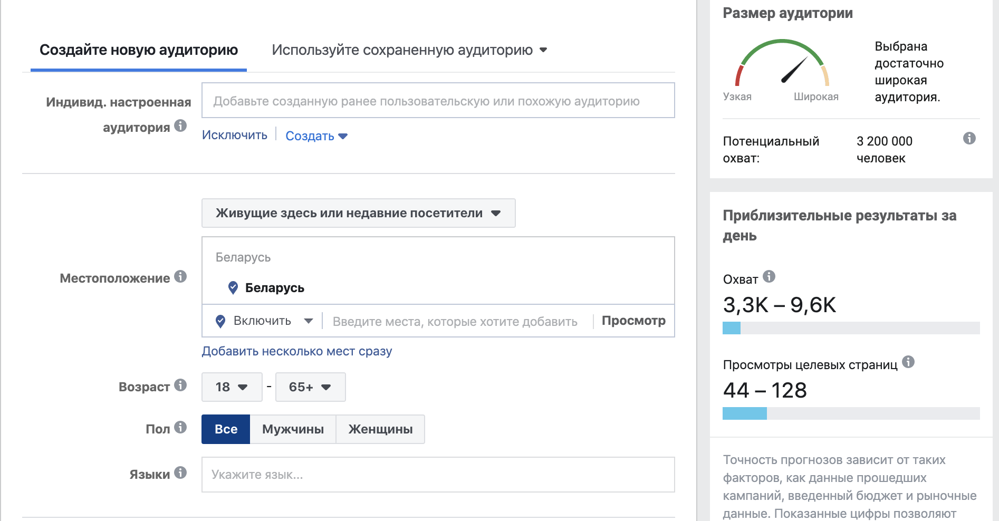 Создайте новую аудиторию
Используйте сохраненную аудиторию
Индивид. настроенная
аудитория
Добавьте созданную ранее пользовательскую или похожую аудиторию
Исключить
Создать
Живущие здесь или недавние посетители
Местоположение
Беларусь
Беларусь
Включить
Введите места, которые хотите добавить
Просмотр
Добавить несколько мест сразу
Возраст
18 - 65+
Пол
Все
Мужчины
Женщины
Языки
Укажите язык...
Размер аудитории
Узкая
Широкая
Выбрана
достаточно
широкая
аудитория.
Потенциальный
охват:
3 200 000
человек
Приблизительные результаты за
день
Охват
3,3K – 9,6K
Просмотры целевых страниц
44 – 128
Точность прогнозов зависит от таких
факторов, как данные прошедших
кампаний, введенный бюджет и рыночные
данные. Показанные цифры позволяют